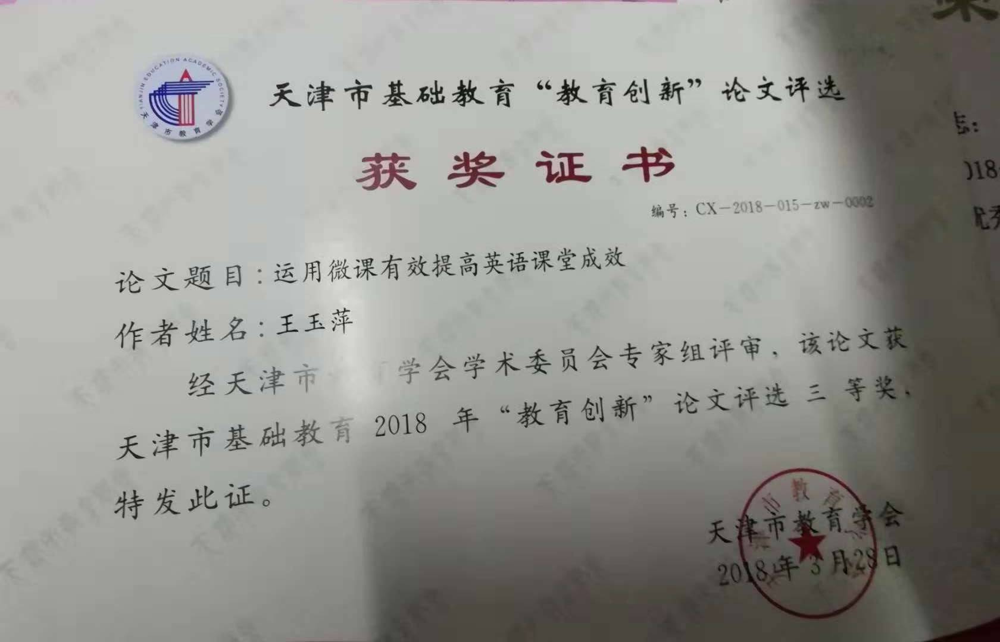 TIANJIN EDUCATION ACADEMIC SOCIETY
天津市教育学会
天津市基础教育“教育创新”论文评选
获奖证书
编号：CX-2018-015-zw-0002
论文题目：运用微课有效提高英语课堂成效
作者姓名：王玉萍
经天津市 学会学术委员会专家组评审，该论文获
天津市基础教育 2018 年“教育创新”论文评选 三 等奖，
特发此证。
天津市教育学会
2018年 3 月28日
市教育
018-